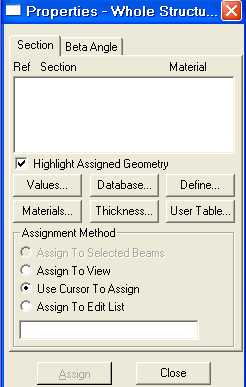 Properties - Whole Structu...
Section Beta Angle
Ref Section Material
Highlight Assigned Geometry
Values... Database... Define...
Materials... Thickness... User Table...
Assignment Method
Assign To Selected Beams
Assign To View
Use Cursor To Assign
Assign To Edit List
Assign Close